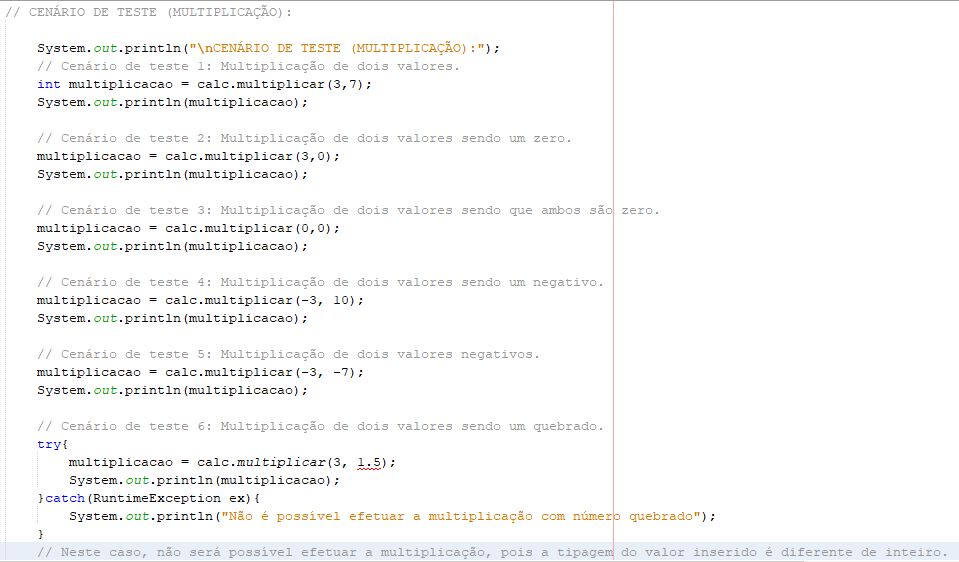 // CENÁRIO DE TESTE (MULTIPLICAÇÃO):
System.out.println("\nCENÁRIO DE TESTE (MULTIPLICAÇÃO):");
// Cenário de teste 1: Multiplicação de dois valores.
int multiplicacao = calc.multiplicar(3,7);
System.out.println(multiplicacao);
// Cenário de teste 2: Multiplicação de dois valores sendo um zero.
multiplicacao = calc.multiplicar(3,0);
System.out.println(multiplicacao);
// Cenário de teste 3: Multiplicação de dois valores sendo que ambos são zero.
multiplicacao = calc.multiplicar(0,0);
System.out.println(multiplicacao);
// Cenário de teste 4: Multiplicação de dois valores sendo um negativo.
multiplicacao = calc.multiplicar(-3, 10);
System.out.println(multiplicacao);
// Cenário de teste 5: Multiplicação de dois valores negativos.
multiplicacao = calc.multiplicar(-3, -7);
System.out.println(multiplicacao);
// Cenário de teste 6: Multiplicação de dois valores sendo um quebrado.
try{
multiplicacao = calc.multiplicar(3, 1.5);
System.out.println(multiplicacao);
}catch(RuntimeException ex){
System.out.println("Não é possível efetuar a multiplicação com número quebrado");
}
// Neste caso, não será possível efetuar a multiplicação, pois a tipagem do valor inserido é diferente de inteiro.